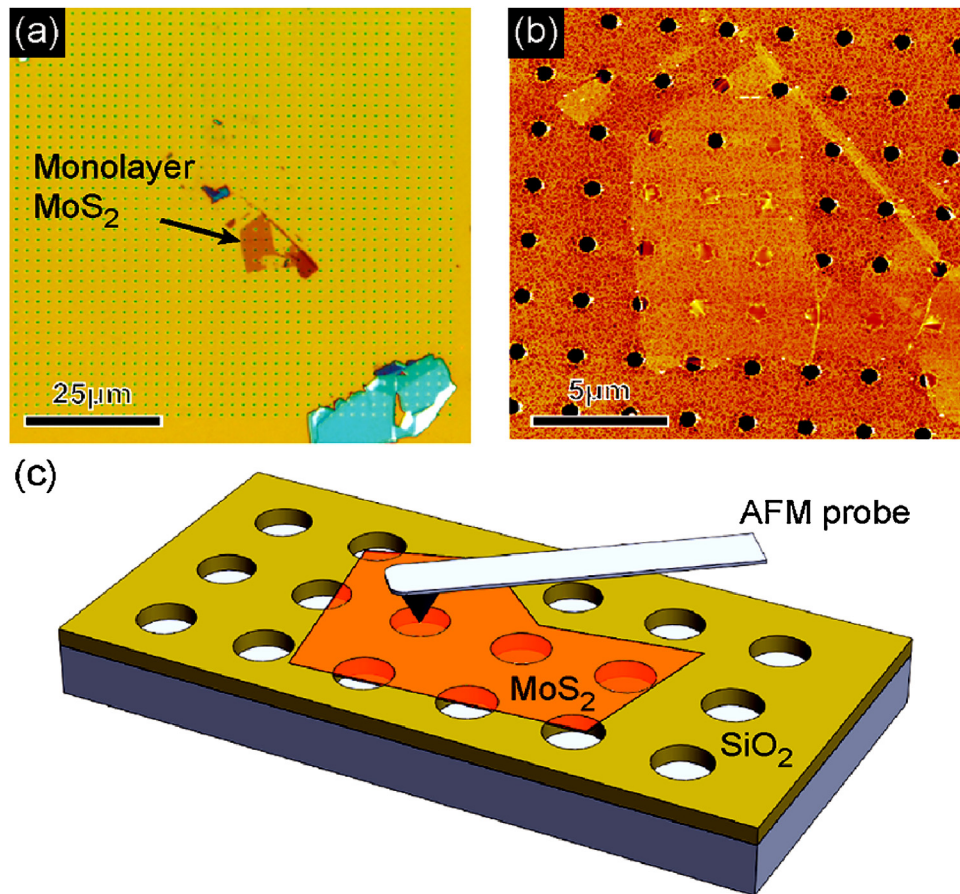 (a)
Monolayer
MoS₂
25μm
(b)
5μm
(c)
AFM probe
MoS₂
SiO₂